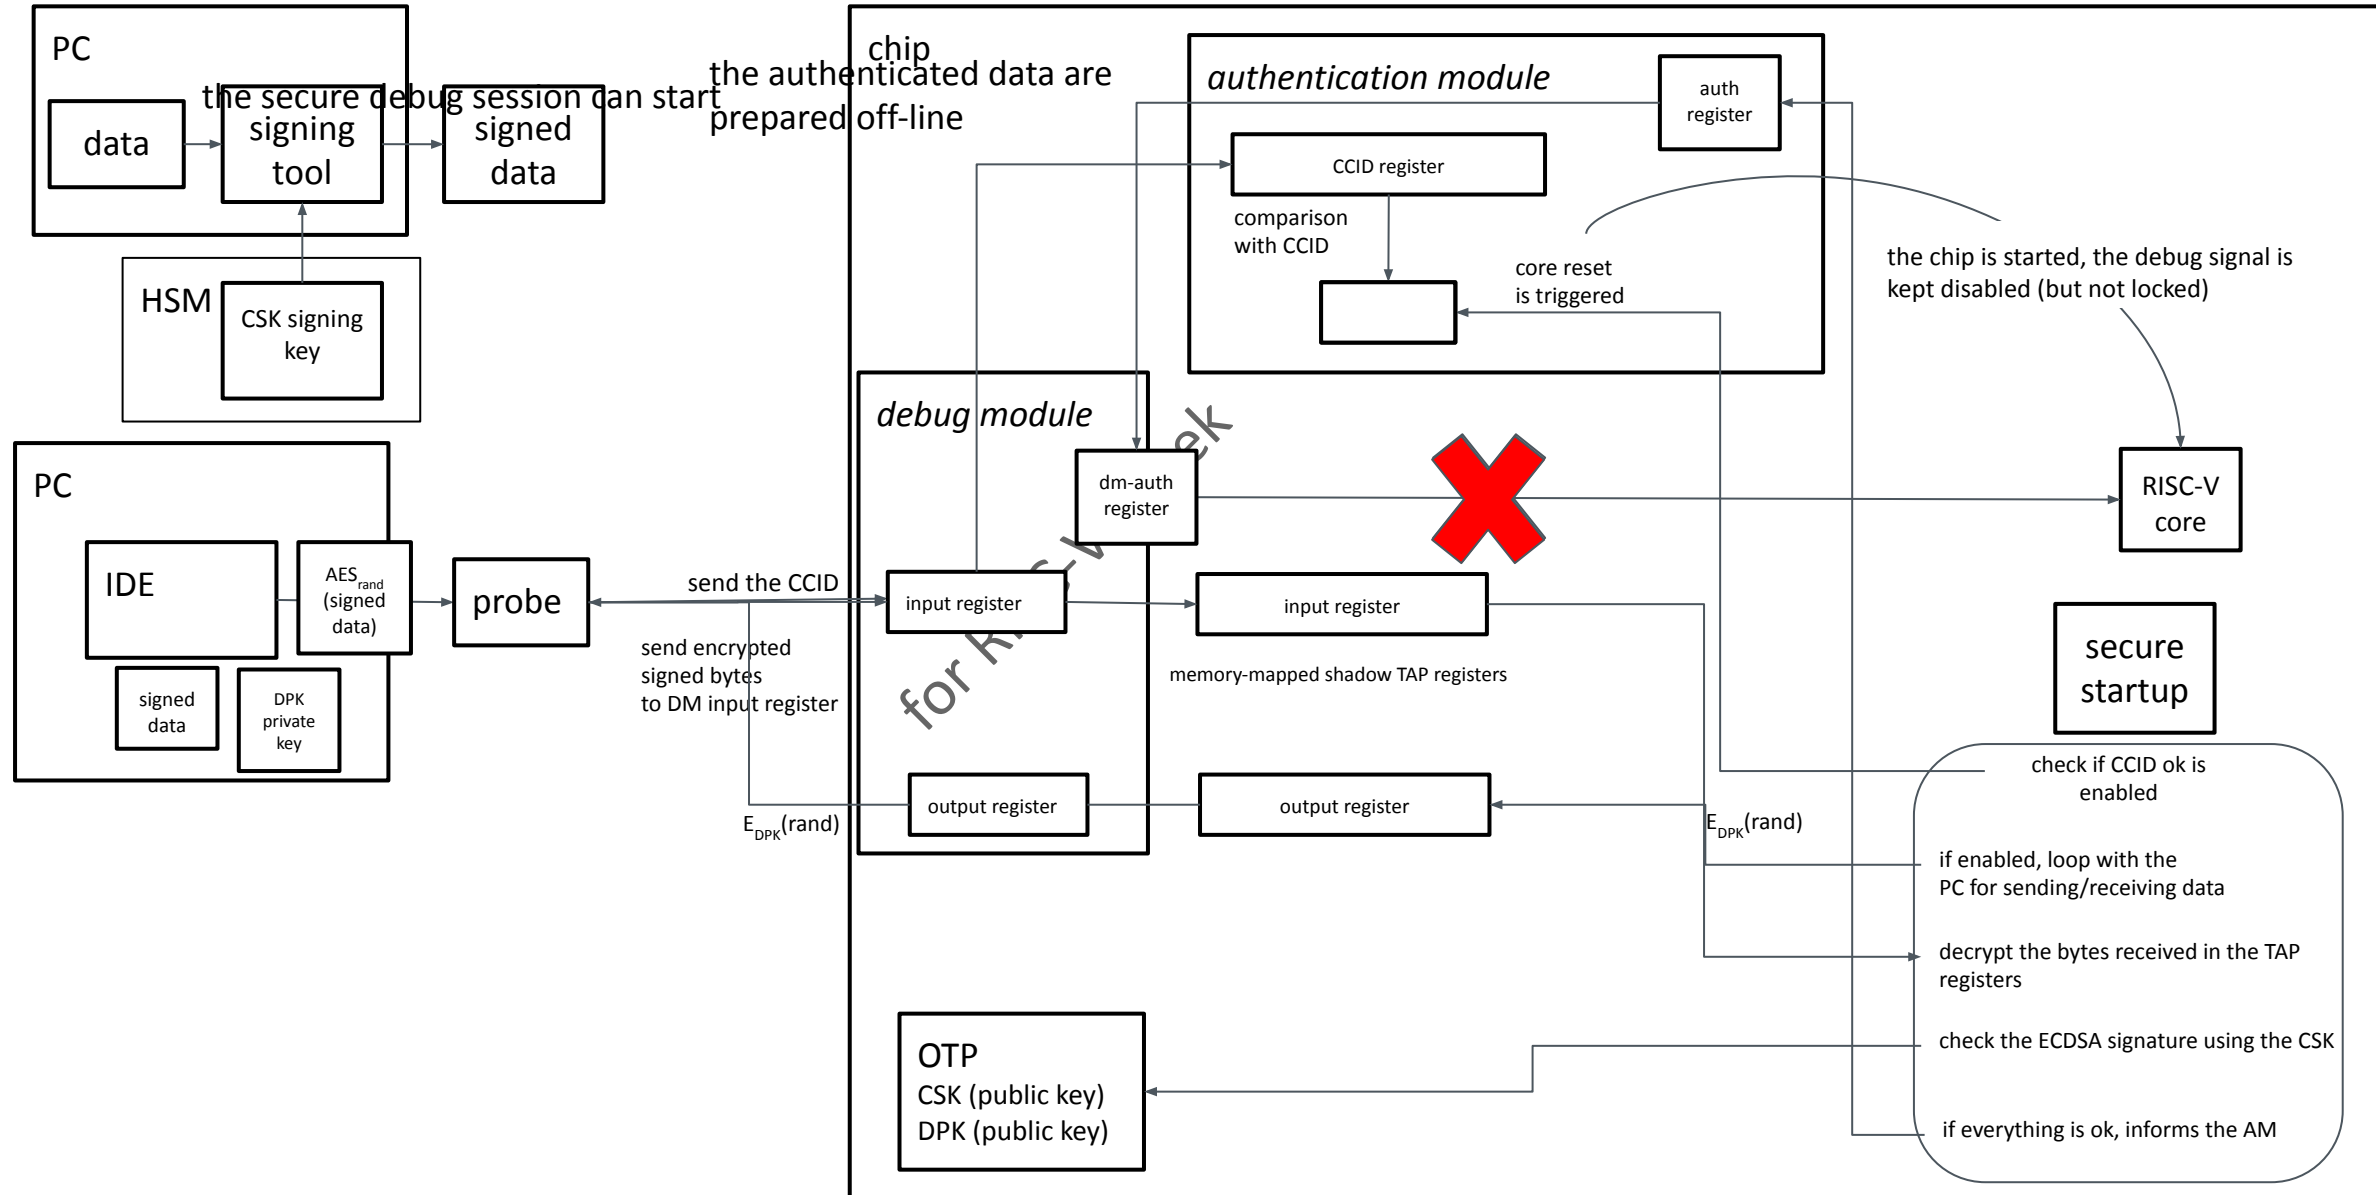 PC
the secure debug session can start
data
signing
tool
signed
data
the authenticated data are
prepared off-line
HSM
CSK signing
key
chip
authentication module
auth
register
CCID register
comparison
with CCID
core reset
is triggered
the chip is started, the debug signal is
kept disabled (but not locked)
debug module
dm-auth
register
RISC-V
core
PC
IDE
AESrand
(signed
data)
signed
data
DPK
private
key
probe
send the CCID
send encrypted
signed bytes
to DM input register
input register
input register
memory-mapped shadow TAP registers
output register
output register
EDPK(rand)
EDPK(rand)
secure
startup
check if CCID ok is
enabled
if enabled, loop with the
PC for sending/receiving data
decrypt the bytes received in the TAP
registers
check the ECDSA signature using the CSK
if everything is ok, informs the AM
OTP
CSK (public key)
DPK (public key)
for